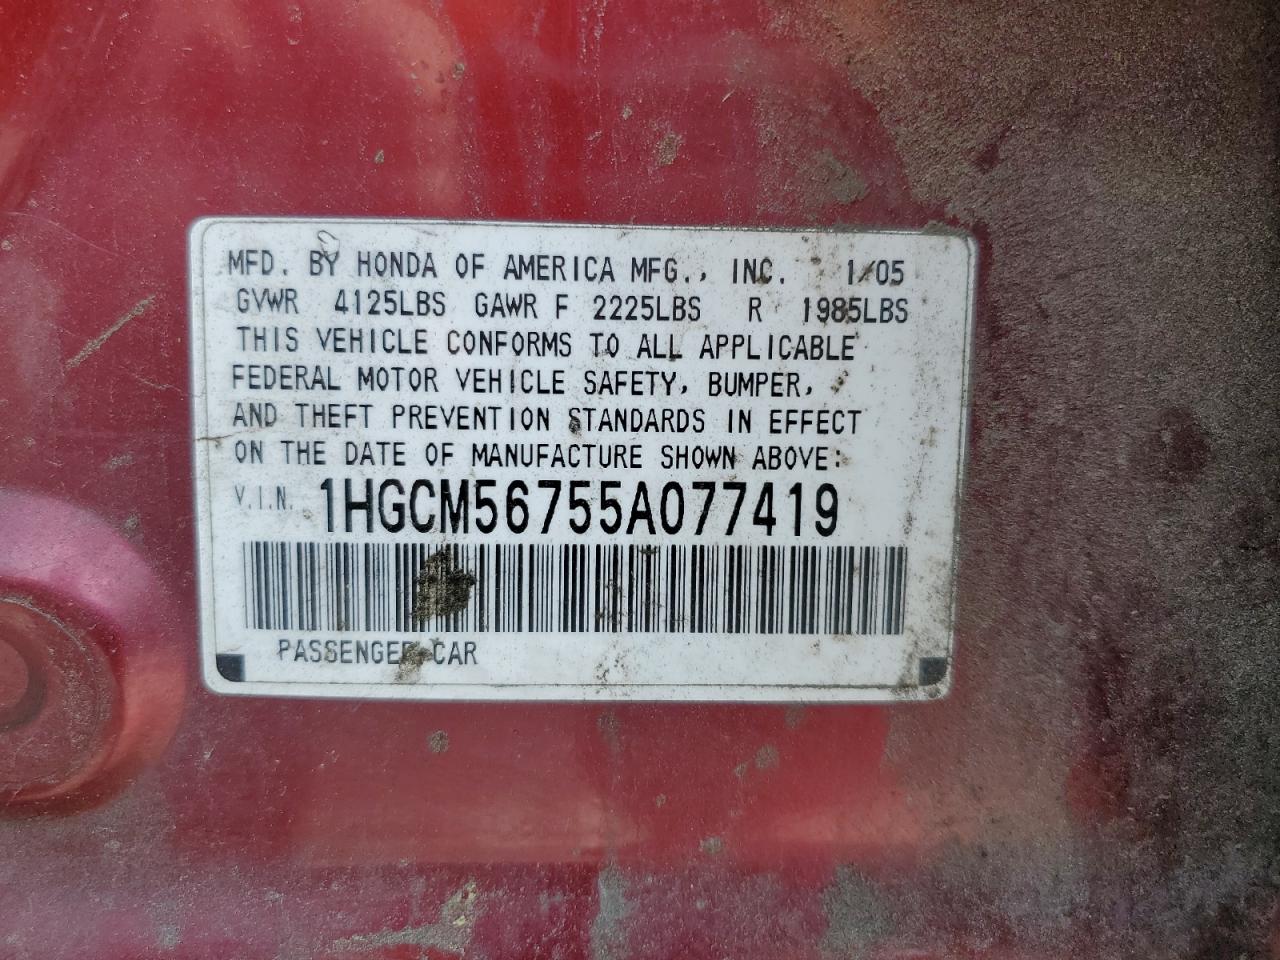 MFD. BY HONDA OF AMERICA MFG., INC. 1/05
GVWR 4125LBS GAWR F 2225LBS R 1985LBS
THIS VEHICLE CONFORMS TO ALL APPLICABLE
FEDERAL MOTOR VEHICLE SAFETY, BUMPER,
AND THEFT PREVENTION STANDARDS IN EFFECT
ON THE DATE OF MANUFACTURE SHOWN ABOVE:
V.I.N. 1HGCM56755A077419
PASSENGER CAR